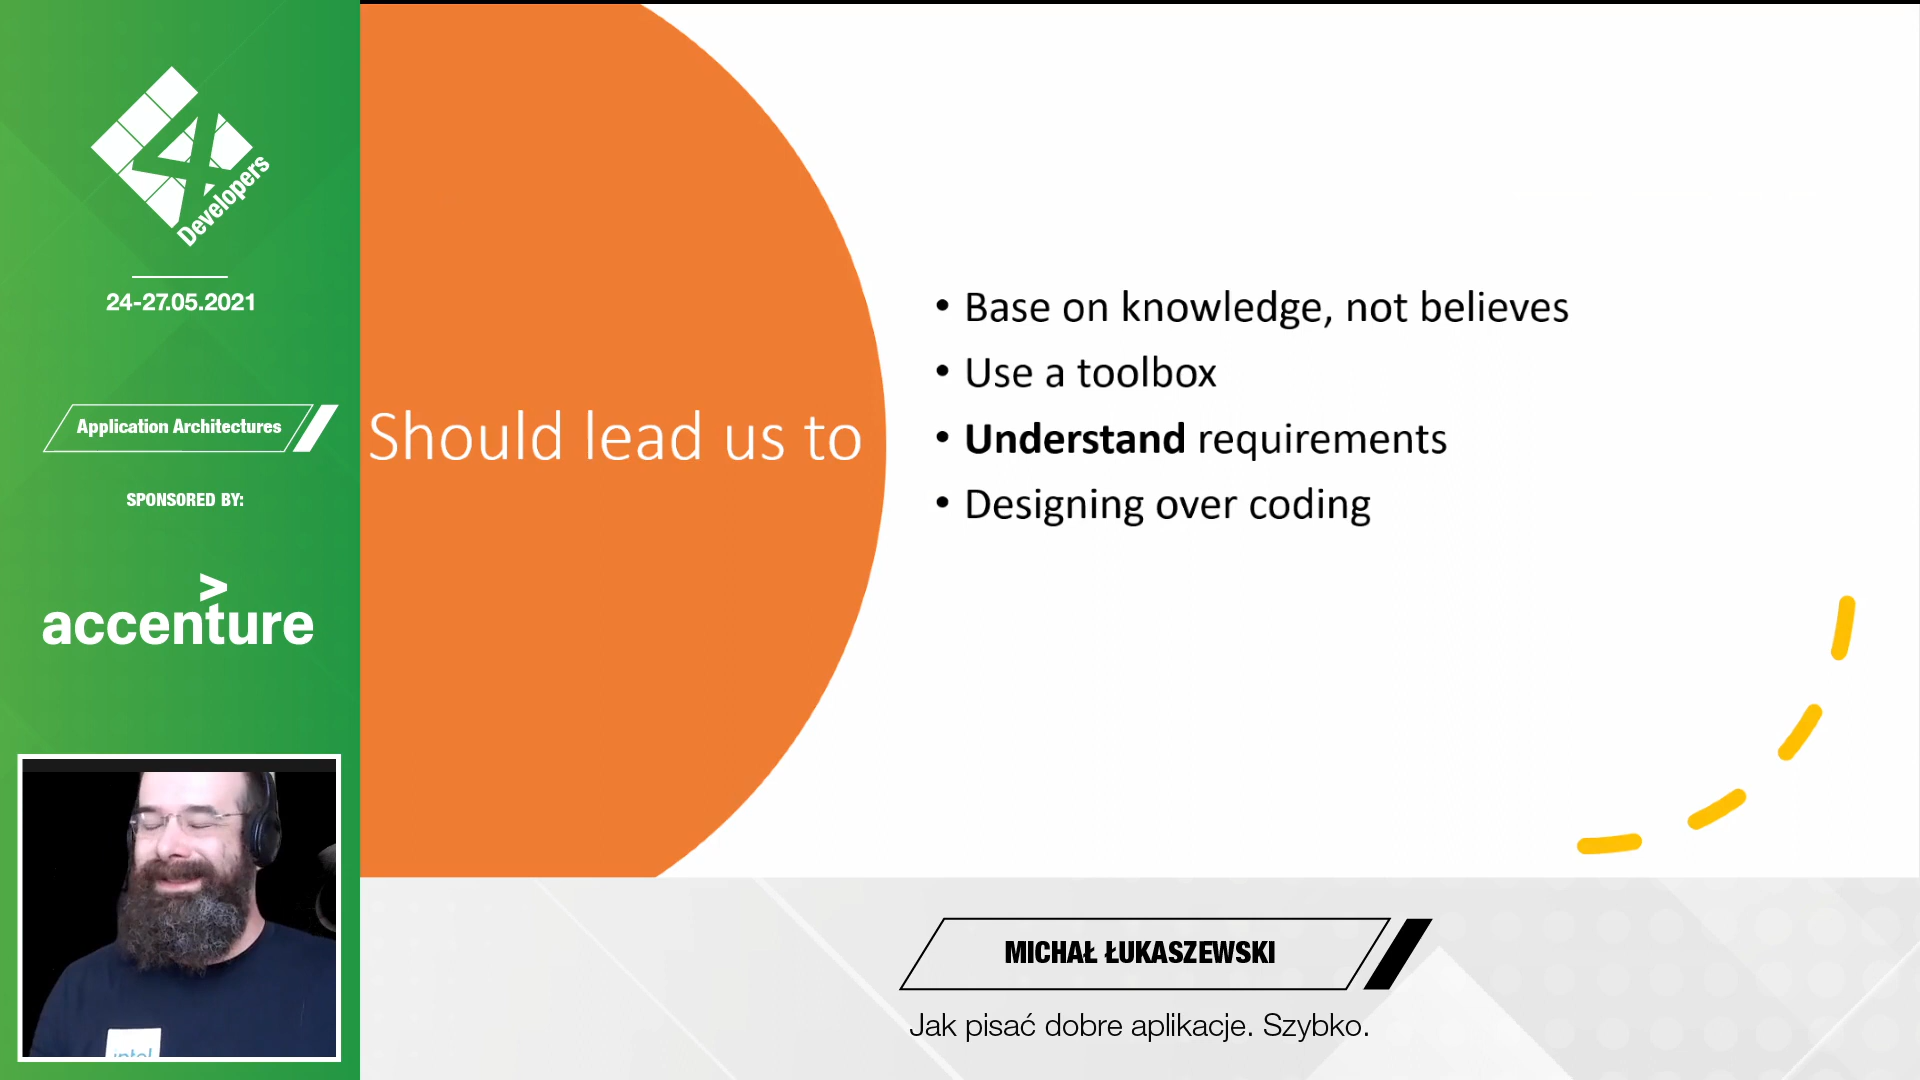 4
Developers
24-27.05.2021
Application Architectures
SPONSORED BY:
>
accenture
intel
Should lead us to
• Base on knowledge, not believes
• Use a toolbox
• Understand requirements
• Designing over coding
MICHAŁ ŁUKASZEWSKI
Jak pisać dobre aplikacje. Szybko.